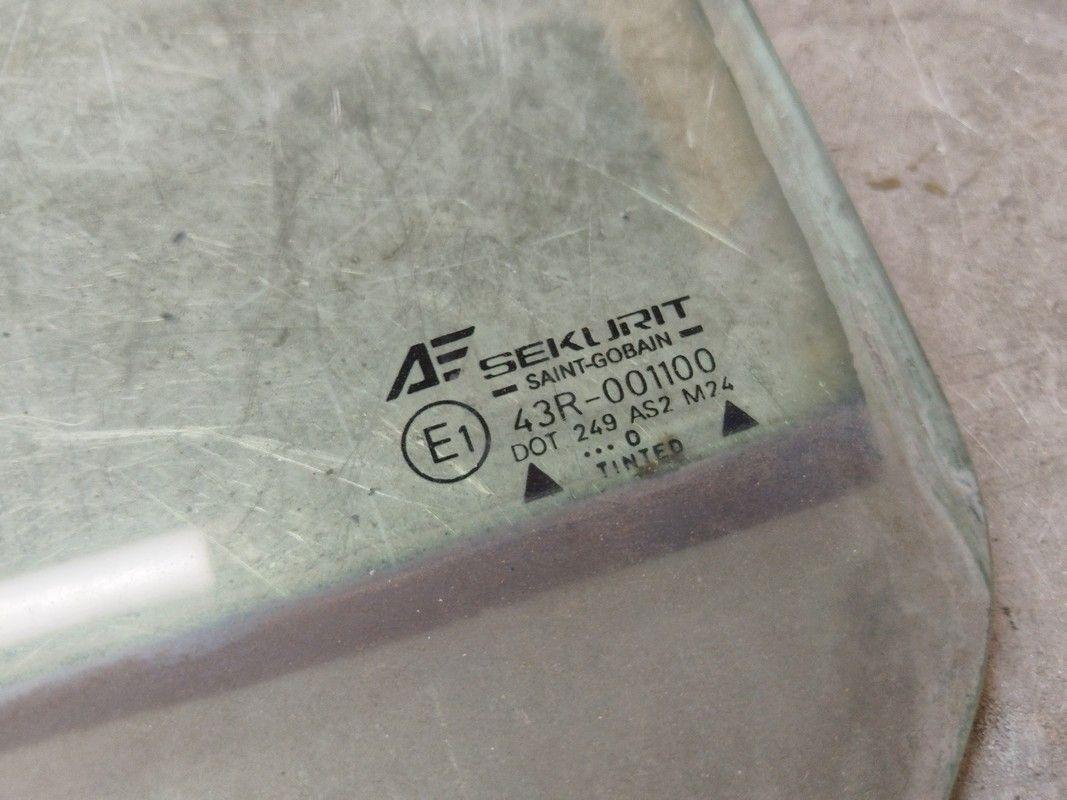 SEKURIT
SAINT-GOBAIN
E1
43R-001100
DOT 249 AS2 M24
... 0
TINTED